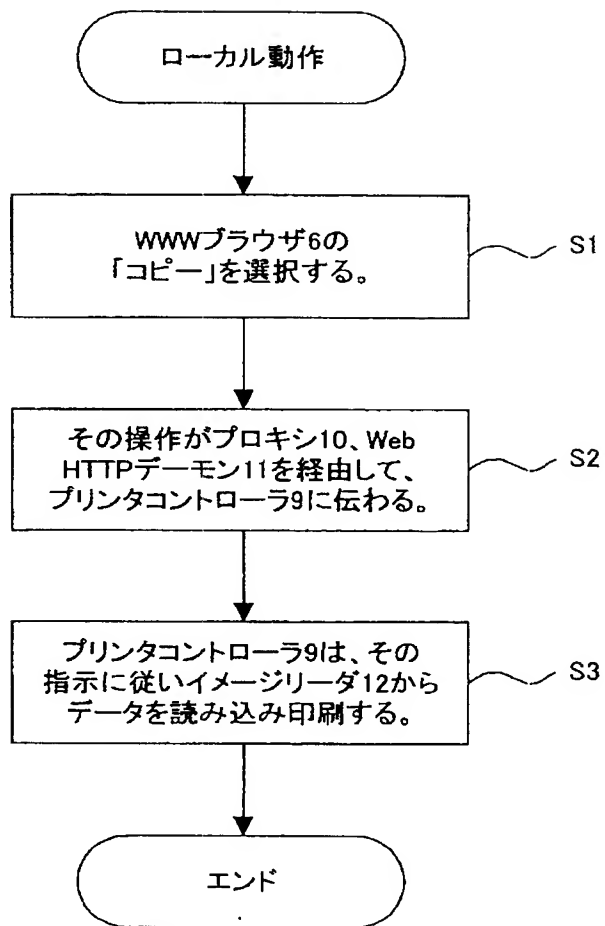 ローカル動作
WWWブラウザ6の
「コピー」を選択する。
S1
その操作がプロキシ10、Web
HTTPデーモン11を経由して、
プリンタコントローラ9に伝わる。
S2
プリンタコントローラ9は、その
指示に従いイメージリーダ12から
データを読み込み印刷する。
S3
エンド